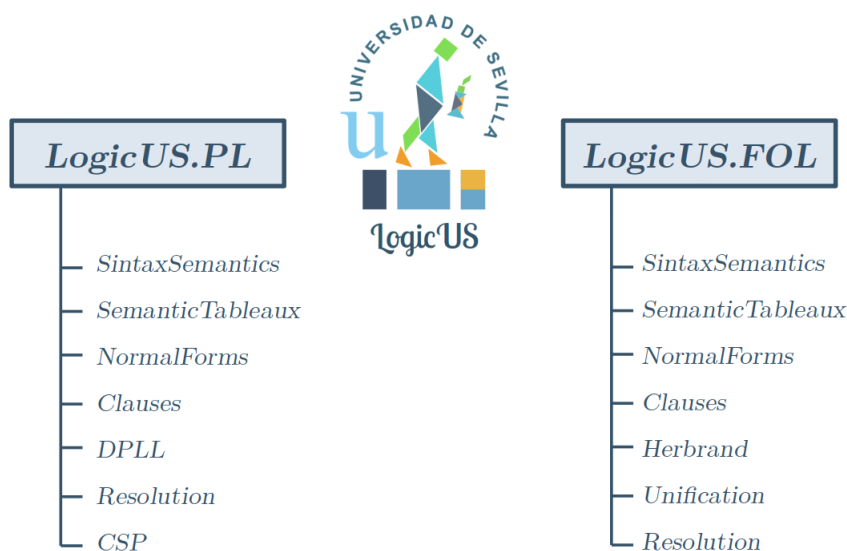 UNIVERSIDAD DE SEVILLA
u
LogicUS
LogicUS.PL
SintaxSemantics
SemanticTableaux
NormalForms
Clauses
DPLL
Resolution
CSP
LogicUS.FOL
SintaxSemantics
SemanticTableaux
NormalForms
Clauses
Herbrand
Unification
Resolution